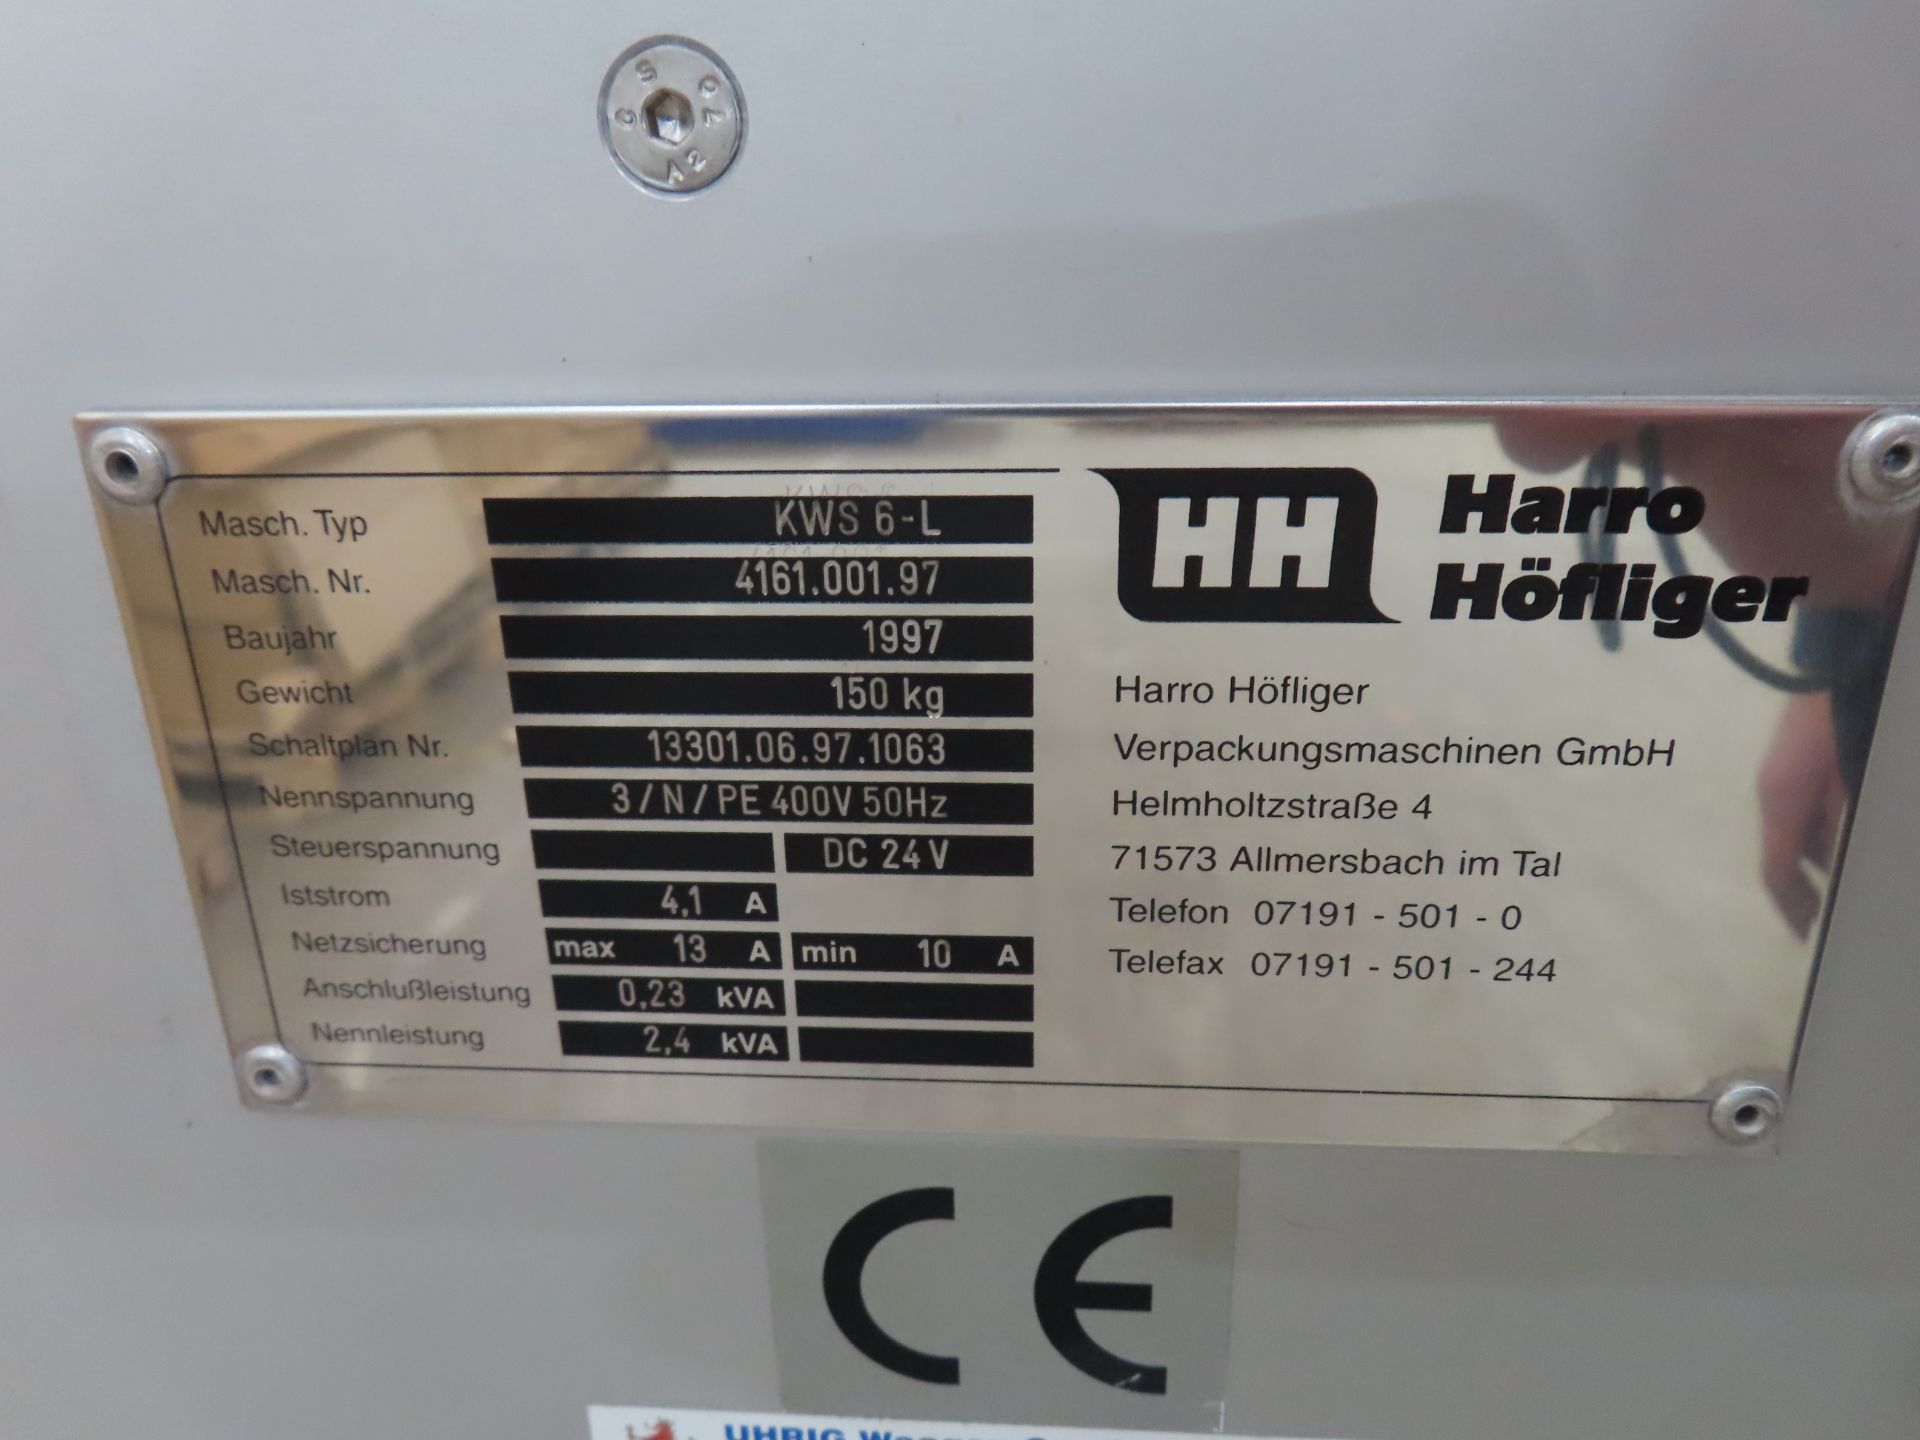 Masch. Typ KWS 6-L
Masch. Nr. 4161.001.97
Baujahr 1997
Gewicht 150 kg
Schaltplan Nr. 13301.06.97.1063
Nennspannung 3/N/PE 400V 50Hz
Steuerspannung DC 24 V
Iststrom 4,1 A
Netzsicherung max 13 A min 10 A
Anschlußleistung 0,23 kVA
Nennleistung 2,4 kVA
HH
Harro
Höfliger
Harro Höfliger
Verpackungsmaschinen GmbH
Helmholtzstraße 4
71573 Allmersbach im Tal
Telefon 07191 - 501 - 0
Telefax 07191 - 501 - 244
CE
UHRIG